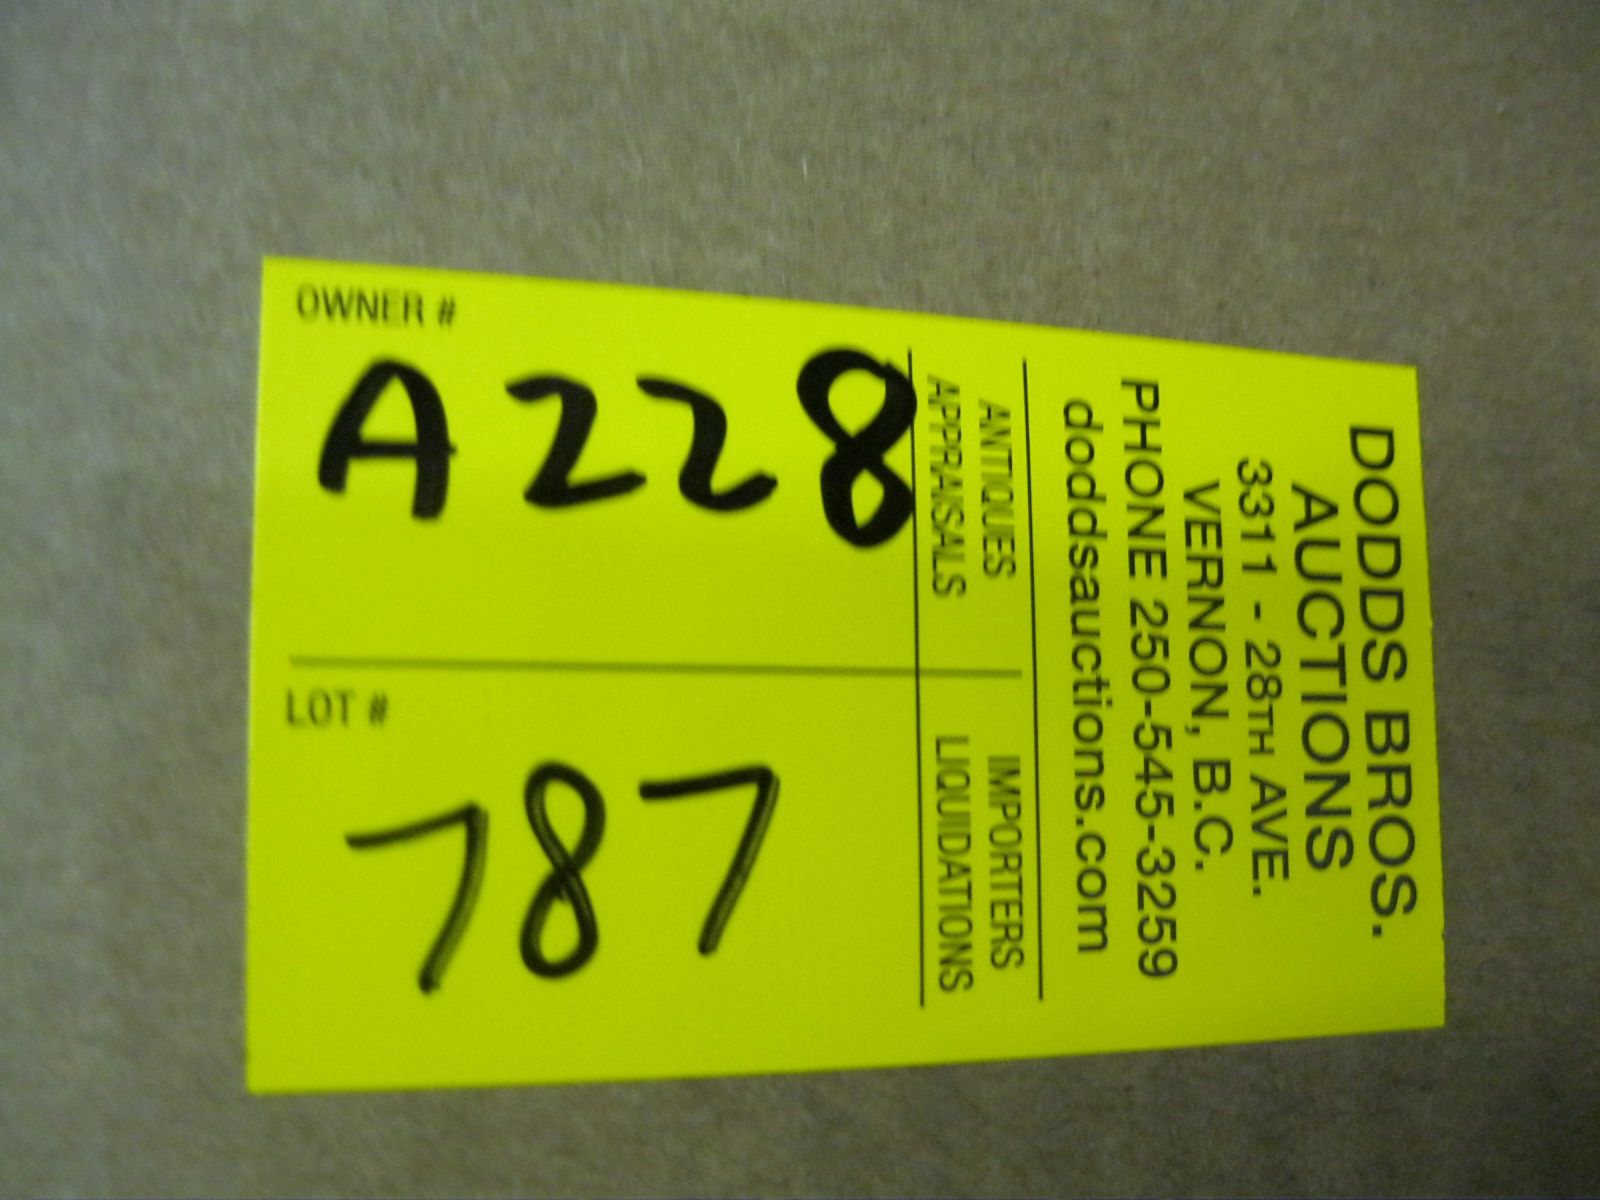 OWNER #
A228
LOT #
787
DODDS BROS.
AUCTIONS
3311 - 28TH AVE.
VERNON, B.C.
PHONE 250-545-3259
doddsauctions.com
ANTIQUES IMPORTERS
APPRAISALS LIQUIDATIONS